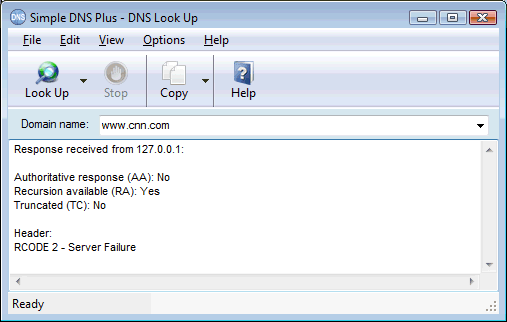 DNS Simple DNS Plus - DNS Look Up
File Edit View Options Help
Look Up Stop Copy Help
Domain name: www.cnn.com
Response received from 127.0.0.1:
Authoritative response (AA): No
Recursion available (RA): Yes
Truncated (TC): No
Header:
RCODE 2 - Server Failure
Ready